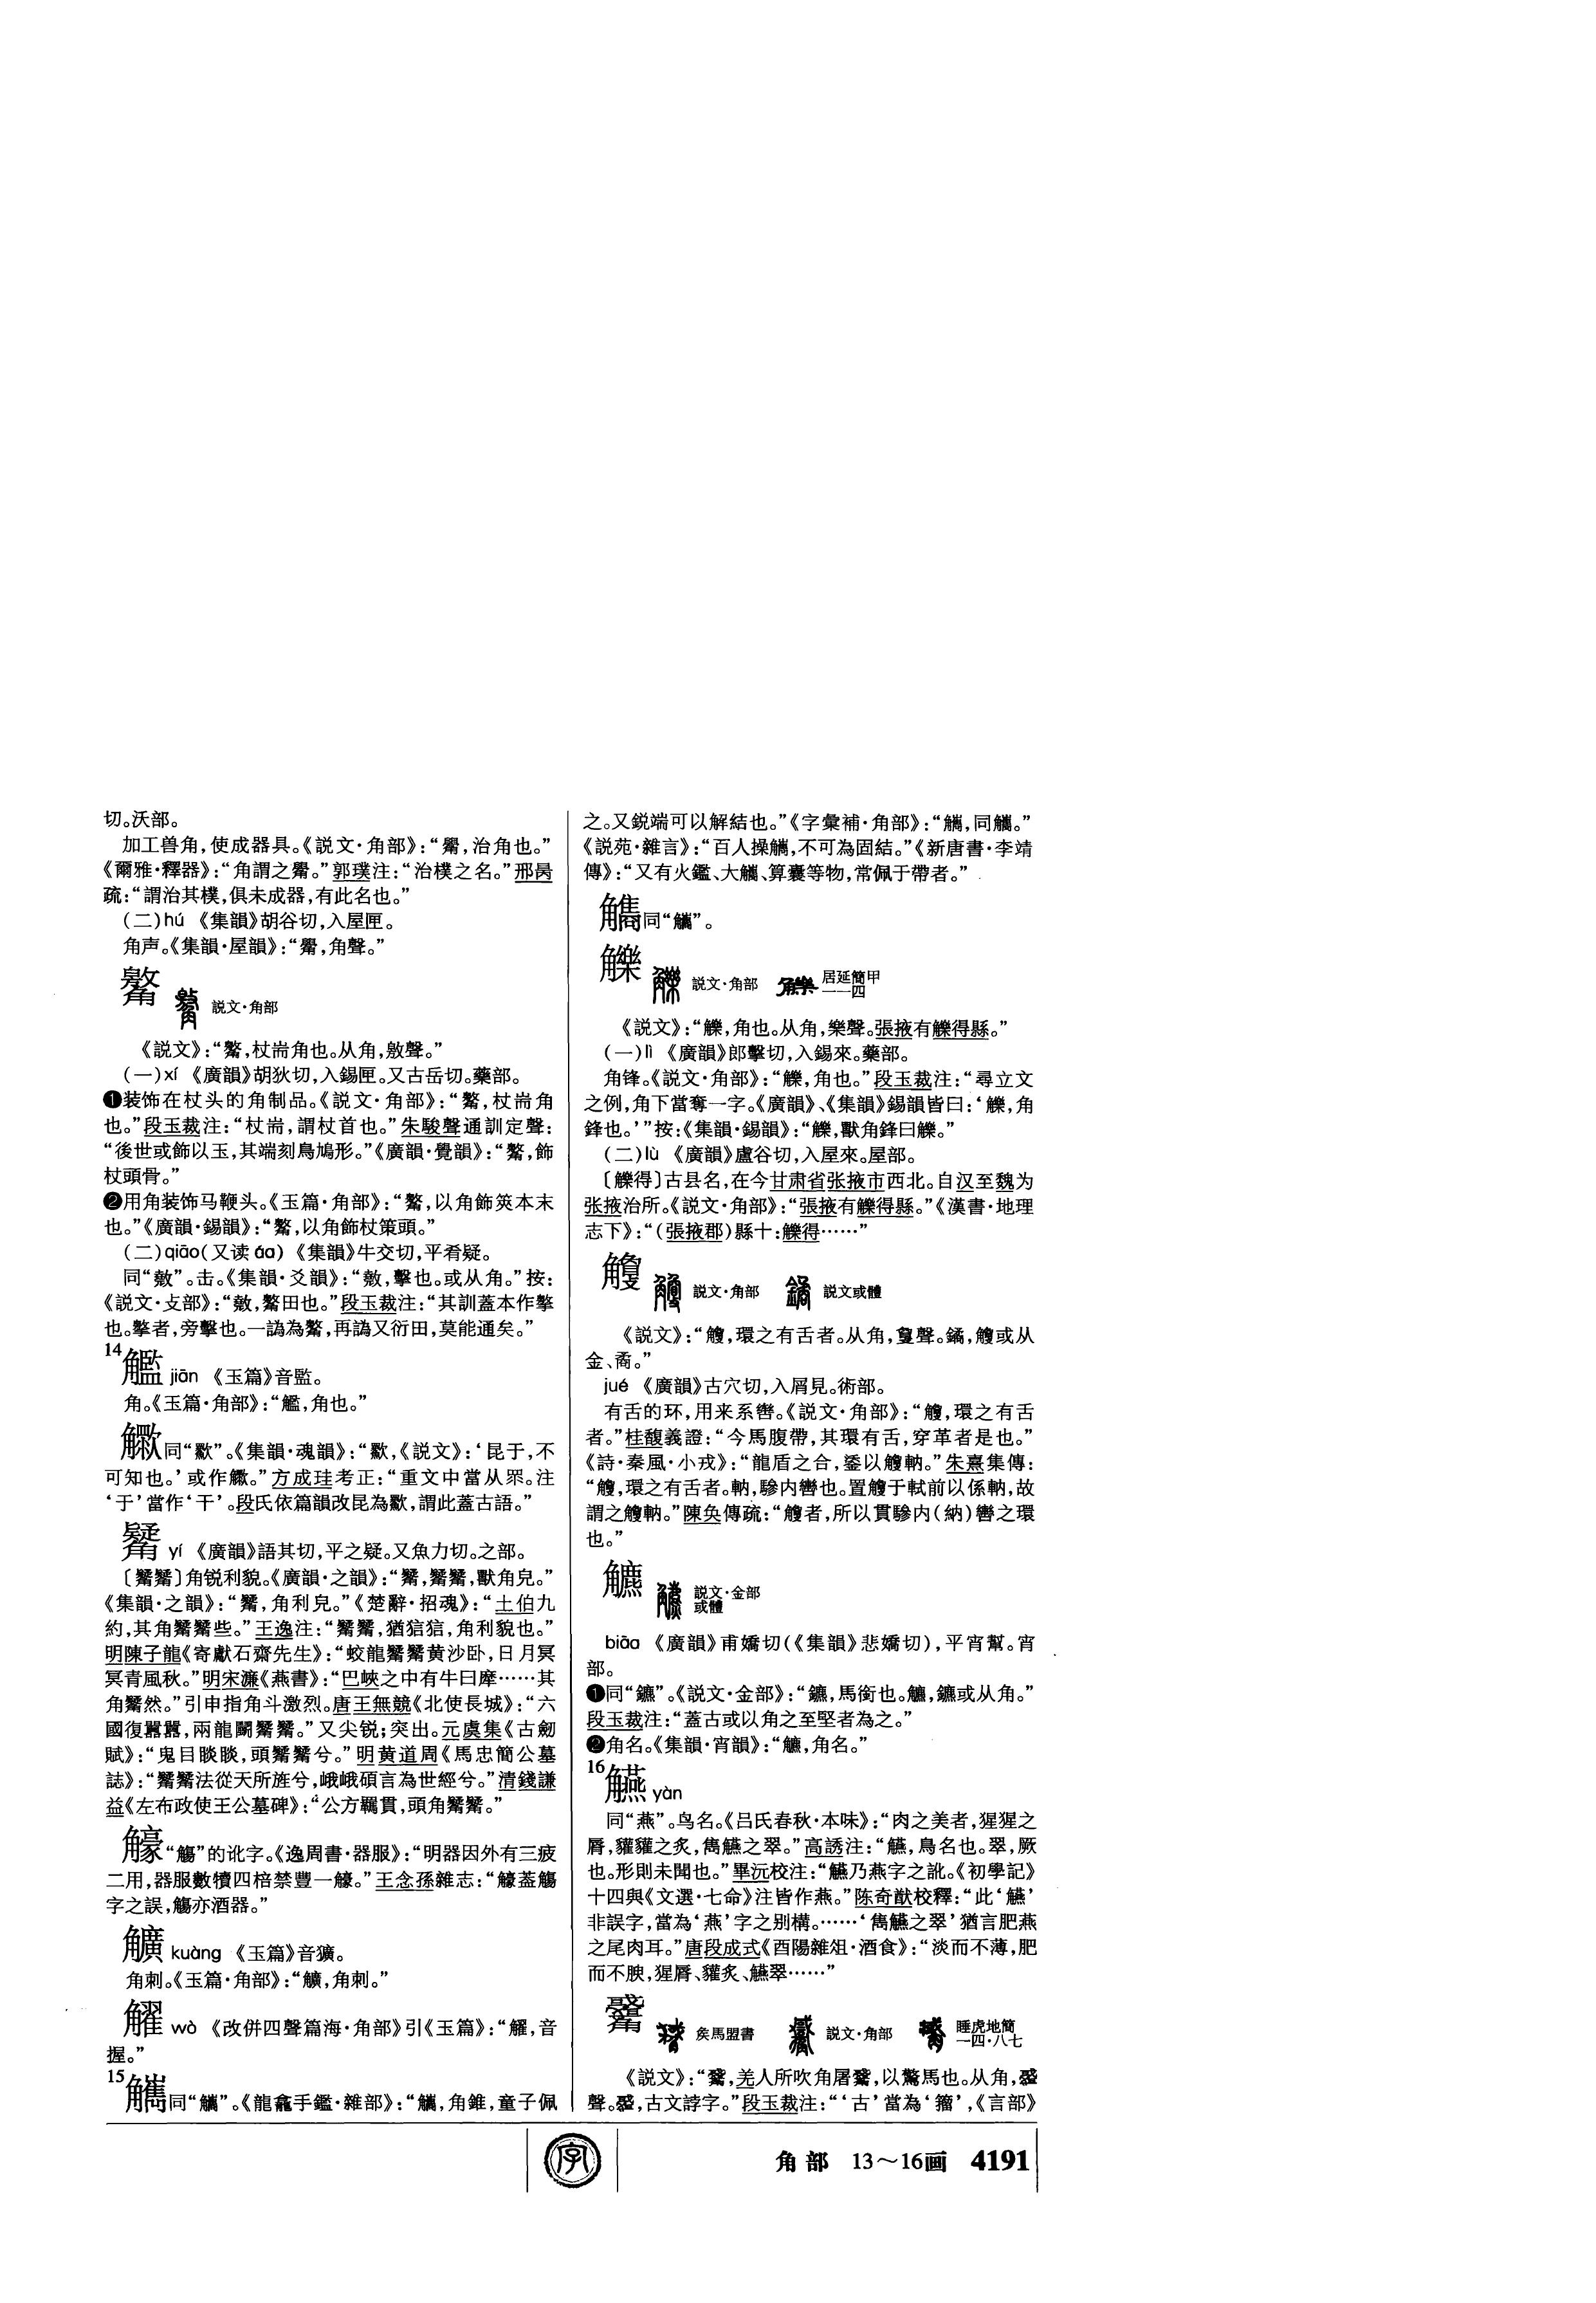 切。沃部。
加工兽角，使成器具。《説文·角部》：“觷，治角也。”
《爾雅·釋器》：“角謂之觷。”郭璞注：“治樸之名。”邢昺
疏：“謂治其樸，俱未成器，有此名也。”
（二）hú 《集韻》胡谷切，入屋匣。
角声。《集韻·屋韻》：“觷，角聲。”
觼 説文·角部
《説文》：“，杖耑角也。从角，敫聲。”
（一）xí 《廣韻》胡狄切，入錫匣。又古岳切。藥部。
❶装饰在杖头的角制品。《説文·角部》：“，杖耑角
也。”段玉裁注：“杖耑，謂杖首也。”朱駿聲通訓定聲：
“後世或飾以玉，其端刻鳥鳩形。”《廣韻·覺韻》：“，飾
杖頭骨。”
❷用角装饰马鞭头。《玉篇·角部》：“，以角飾筴本末
也。”《廣韻·錫韻》：“，以角飾杖策頭。”
（二）qiāo（又读áo） 《集韻》牛交切，平肴疑。
同“敿”。击。《集韻·爻韻》：“，擊也。或从角。”按：
《説文·攴部》：“，田也。”段玉裁注：“其訓蓋本作
也。者，旁擊也。一譌為，再譌又衍田，莫能通矣。”
14
jiān 《玉篇》音監。
角。《玉篇·角部》：“，角也。”
同“”。《集韻·魂韻》：“，《説文》：‘昆于，不
可知也。’或作。”方成珪考正：“重文中當从眔。注
‘于’當作‘干’。段氏依篇韻改昆為，謂此蓋古語。”
觺 yí 《廣韻》語其切，平之疑。又魚力切。之部。
〔觺觺〕角锐利貌。《廣韻·之韻》：“觺，觺觺，獸角皃。”
《集韻·之韻》：“觺，角利皃。”《楚辭·招魂》：“土伯九
約，其角觺觺些。”王逸注：“觺觺，猶狺狺，角利貌也。”
明陳子龍《寄獻石齋先生》：“蛟龍觺觺黄沙卧，日月冥
冥青風秋。”明宋濂《燕書》：“巴峽之中有牛曰犘……其
角觺然。”引申指角斗激烈。唐王無競《北使長城》：“六
國復囂囂，兩龍鬭觺觺。”又尖锐；突出。元虞集《古劒
賦》：“鬼目睒睒，頭觺觺兮。”明黄道周《馬忠簡公墓
誌》：“觺觺法從天所旌兮，峨峨碩言為世經兮。”清錢謙
益《左布政使王公墓碑》：“公方羈貫，頭角觺觺。”
“觴”的讹字。《逸周書·器服》：“明器因外有三疲
二用，器服數犢四棓禁豐一。”王念孫雜志：“葢觴
字之誤，觴亦酒器。”
kuàng 《玉篇》音獷。
角刺。《玉篇·角部》：“，角刺。”
wò 《改併四聲篇海·角部》引《玉篇》：“，音
握。”
15
同“觿”。《龍龕手鑑·雜部》：“，角錐，童子佩
之。又鋭端可以解結也。”《字彙補·角部》：“，同觿。”
《説苑·雜言》：“百人操觿，不可為固結。”《新唐書·李靖
傳》：“又有火鑑、大觿、算囊等物，常佩于帶者。”
同“觿”。
觻 説文·角部 居延簡甲
一一四
《説文》：“觻，角也。从角，樂聲。張掖有觻得縣。”
（一）lì 《廣韻》郎擊切，入錫來。藥部。
角锋。《説文·角部》：“觻，角也。”段玉裁注：“尋立文
之例，角下當奪一字。《廣韻》、《集韻》錫韻皆曰：‘觻，角
鋒也。’”按：《集韻·錫韻》：“觻，獸角鋒曰觻。”
（二）lù 《廣韻》盧谷切，入屋來。屋部。
〔觻得〕古县名，在今甘肃省张掖市西北。自汉至魏为
张掖治所。《説文·角部》：“張掖有觻得縣。”《漢書·地理
志下》：“（張掖郡）縣十：觻得……”
觼 説文·角部 説文或體
《説文》：“觼，環之有舌者。从角，敻聲。鐍，觼或从
金、矞。”
jué 《廣韻》古穴切，入屑見。術部。
有舌的环，用来系辔。《説文·角部》：“觼，環之有舌
者。”桂馥義證：“今馬腹帶，其環有舌，穿革者是也。”
《詩·秦風·小戎》：“龍盾之合，鋈以觼軜。”朱熹集傳：
“觼，環之有舌者。軜，驂内轡也。置觼于軾前以係軜，故
謂之觼軜。”陳奂傳疏：“觼者，所以貫驂内（納）轡之環
也。”
説文·金部
或體
biāo 《廣韻》甫嬌切（《集韻》悲嬌切），平宵幫。宵
部。
❶同“鑣”。《説文·金部》：“鑣，馬銜也。，鑣或从角。”
段玉裁注：“蓋古或以角之至堅者為之。”
❷角名。《集韻·宵韻》：“，角名。”
16
yàn
同“燕”。鸟名。《吕氏春秋·本味》：“肉之美者，猩猩之
脣，貛貛之炙，雋觾之翠。”高誘注：“觾，鳥名也。翠，厥
也。形則未聞也。”畢沅校注：“觾乃燕字之訛。《初學記》
十四與《文選·七命》注皆作燕。”陈奇猷校釋：“此‘觾’
非誤字，當為‘燕’字之别構。……‘雋觾之翠’猶言肥燕
之尾肉耳。”唐段成式《酉陽雜俎·酒食》：“淡而不薄，肥
而不腴，猩脣、貛炙、觾翠……”
矦馬盟書 説文·角部 睡虎地簡
一四·八七
《説文》：“，羌人所吹角屠，以驚馬也。从角，
聲。，古文誖字。”段玉裁注：“‘古’當為‘籀’，《言部》
字
角部 13～16画 4191